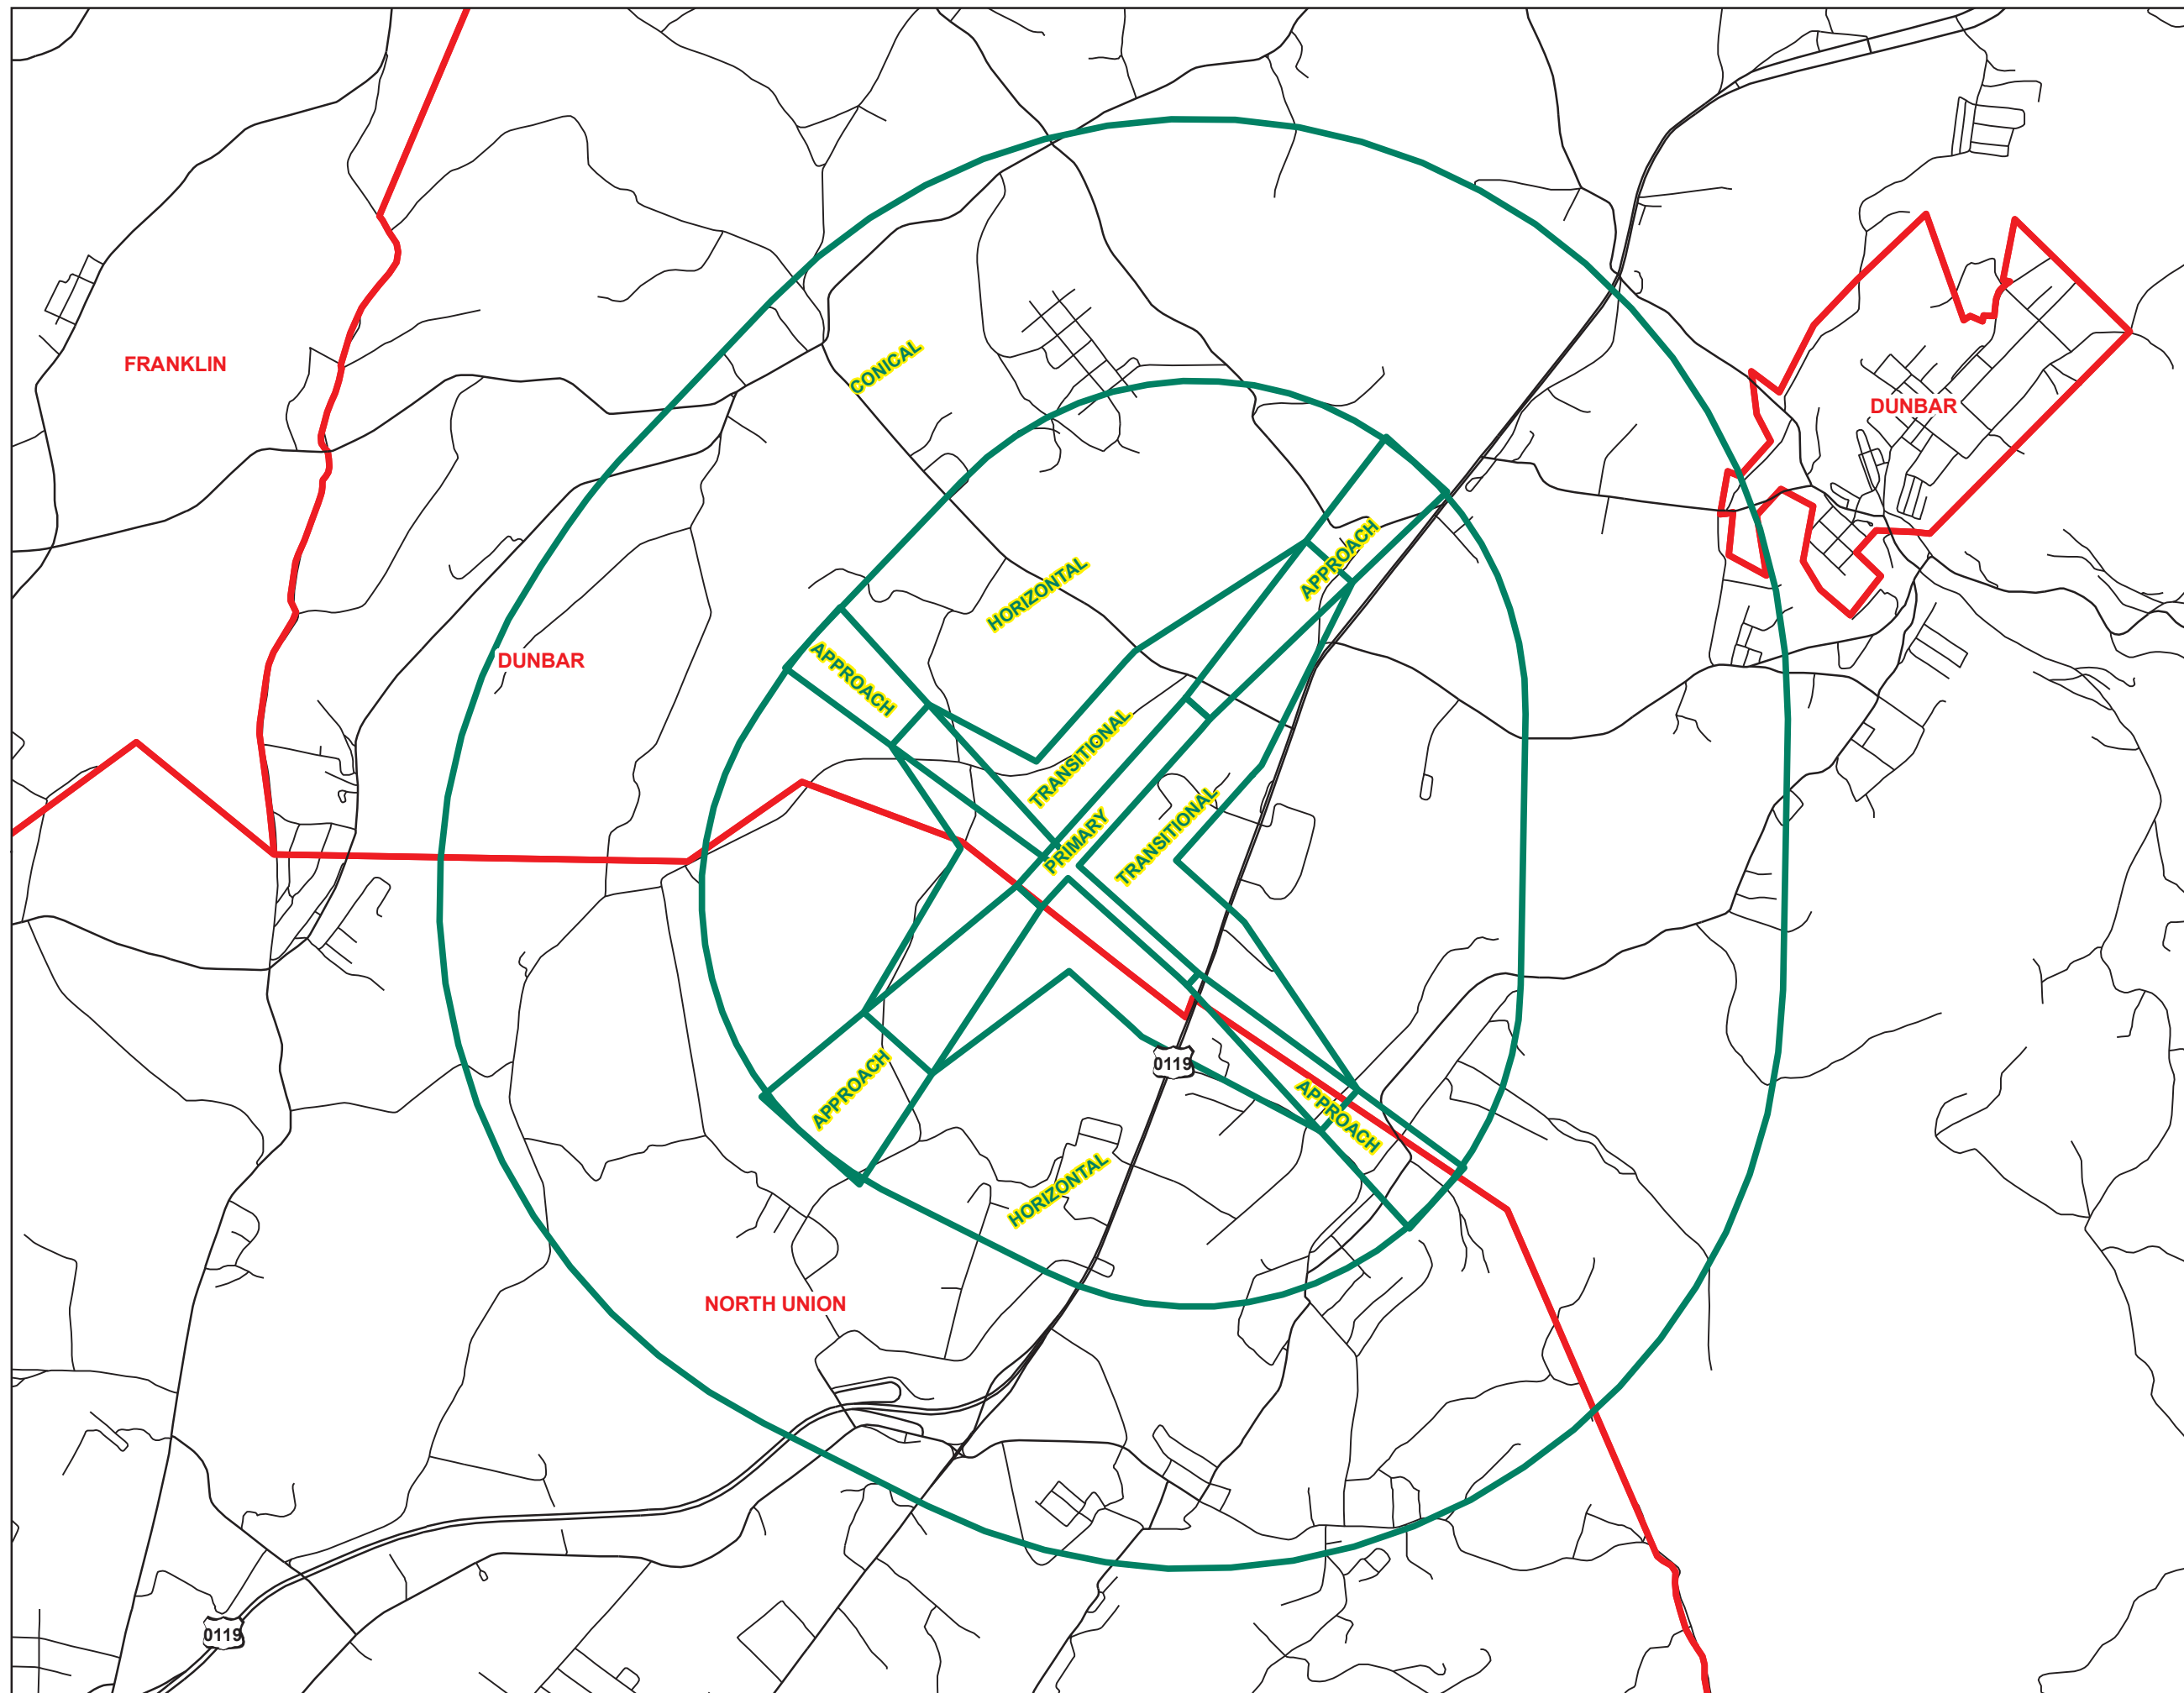 CONICAL
FRANKLIN
DUNBAR
APPROACH
HORIZONTAL
DUNBAR
APPROACH
TRANSITIONAL
TRANSITIONAL
PRIMARY
0119
APPROACH
APPROACH
HORIZONTAL
NORTH UNION
0119